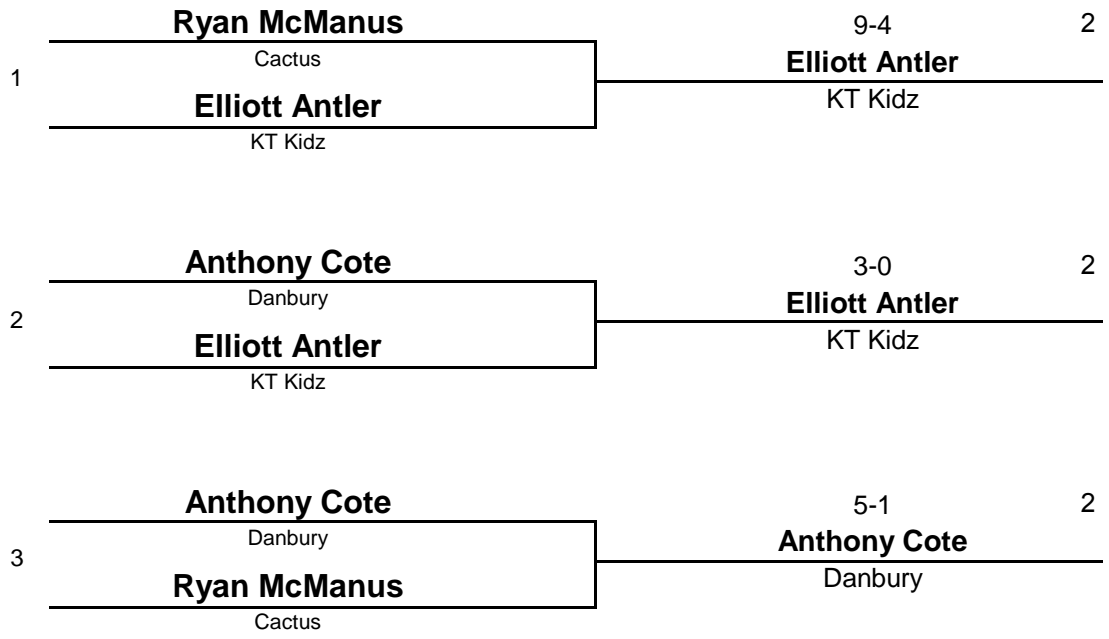 Ryan McManus
Cactus
1
Elliott Antler
KT Kidz
9-4
2
Elliott Antler
KT Kidz
Anthony Cote
Danbury
2
Elliott Antler
KT Kidz
3-0
2
Elliott Antler
KT Kidz
Anthony Cote
Danbury
3
Ryan McManus
Cactus
5-1
2
Anthony Cote
Danbury